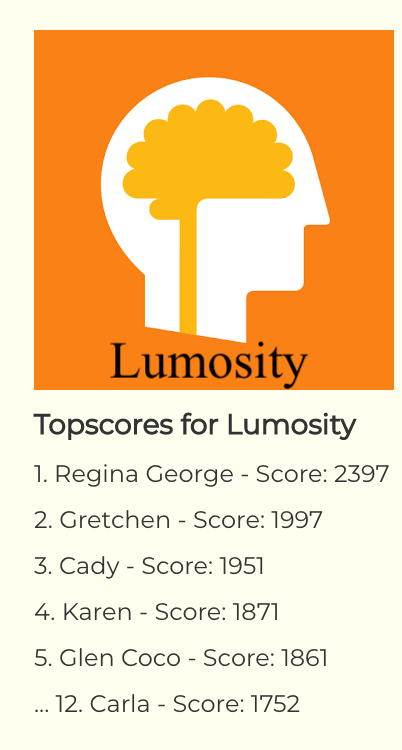 Lumosity
Topscores for Lumosity
1. Regina George - Score: 2397
2. Gretchen - Score: 1997
3. Cady - Score: 1951
4. Karen - Score: 1871
5. Glen Coco - Score: 1861
... 12. Carla - Score: 1752